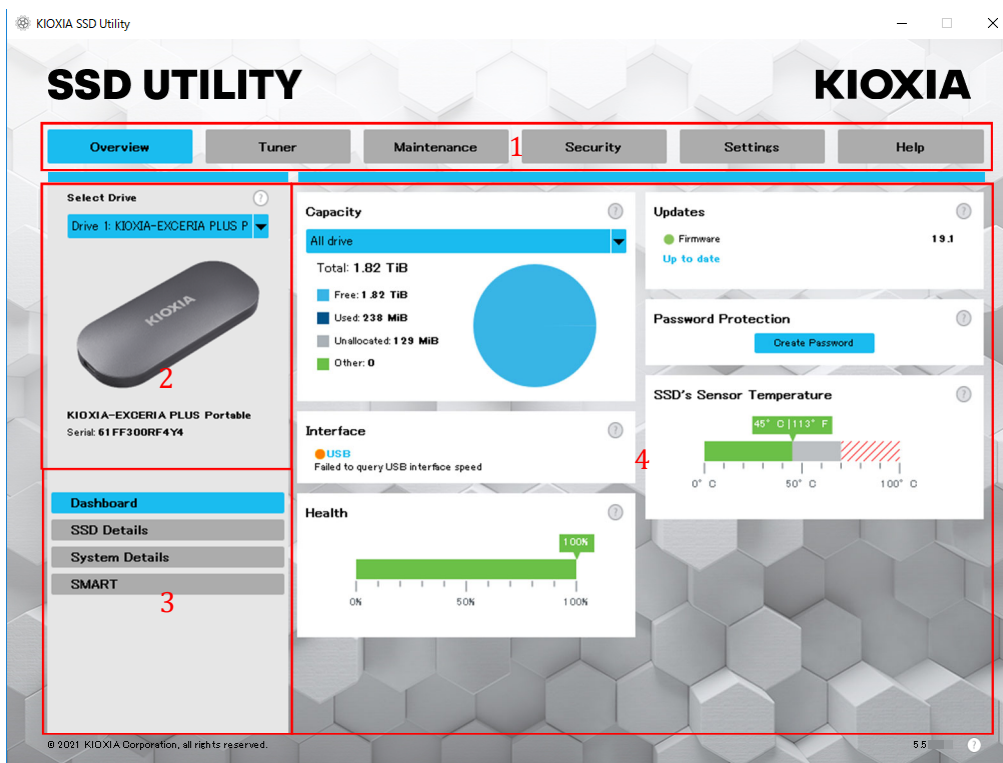 KIOXIA SSD Utility
SSD UTILITY
KIOXIA
Overview
Tuner
Maintenance
1
Security
Settings
Help
Select Drive
?
Drive 1: KIOXIA-EXCERIA PLUS P
KIOXIA
2
KIOXIA-EXCERIA PLUS Portable
Serial: 61FF300RF4Y4
Dashboard
SSD Details
System Details
SMART
3
Capacity
?
All drive
Total: 1.82 TiB
Free: 1.82 TiB
Used: 238 MiB
Unallocated: 129 MiB
Other: 0
Interface
?
USB
Failed to query USB interface speed
Health
?
100%
0%
50%
100%
4
Updates
?
Firmware
19.1
Up to date
Password Protection
?
Create Password
SSD's Sensor Temperature
?
45° C|113° F
0° C
50° C
100° C
© 2021 KIOXIA Corporation, all rights reserved.
5.5
?